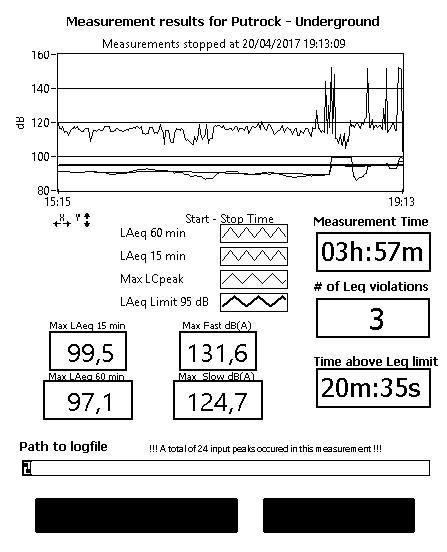 Measurement results for Putrock - Underground
Measurements stopped at 20/04/2017 19:13:09
160
140
120
100
80
dB
15:15
19:13
X
Y
Start - Stop Time
LAeq 60 min
LAeq 15 min
Max LCpeak
LAeq Limit 95 dB
Measurement Time
03h:57m
# of Leq violations
3
Time above Leq limit
20m:35s
Max LAeq 15 min
99,5
Max Fast dB(A)
131,6
Max LAeq 60 min
97,1
Max Slow dB(A)
124,7
Path to logfile
!!! A total of 24 input peaks occured in this measurement !!!